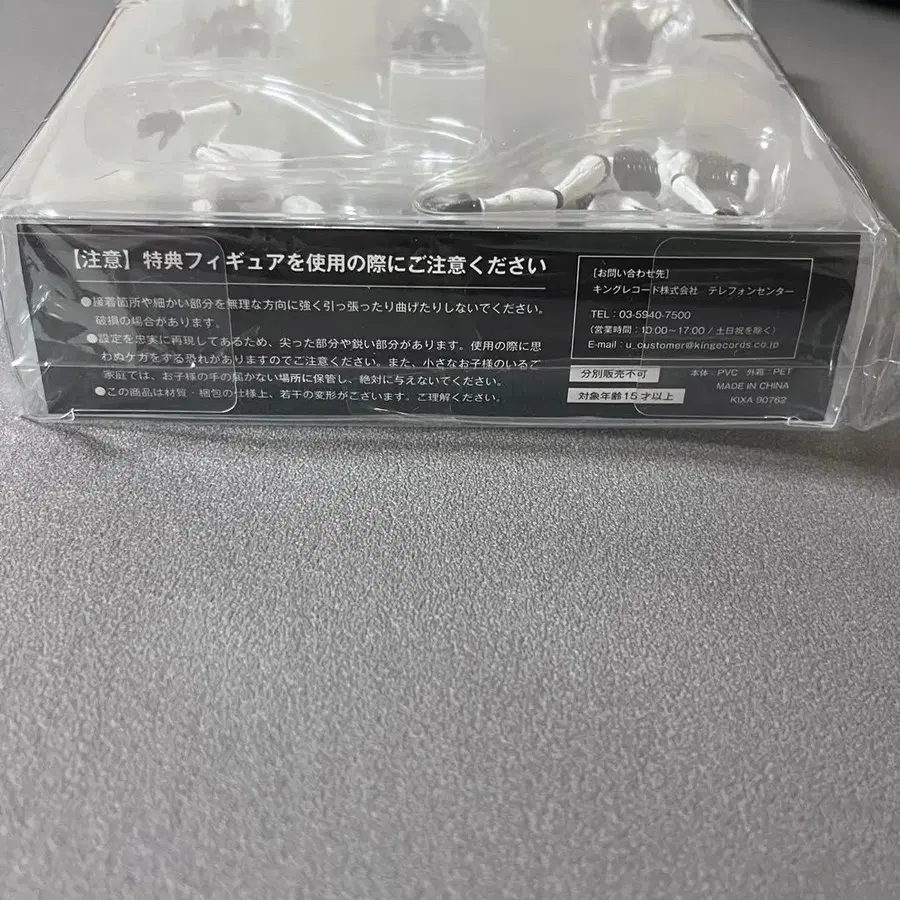 【注意】特典フィギュアを使用の際にご注意ください
●接着箇所や細かい部分を無理な方向に強く引っ張ったり曲げたりしないでください。
破損の場合があります。
●設定を忠実に再現してあるため、尖った部分や鋭い部分があります。使用の際に思
わぬケガをする恐れがありますのでご注意ください。また、小さなお子様のいるご
家庭では、お子様の手の届かない場所に保管し、絶対に与えないでください。
●この商品は材質・梱包の仕様上、若干の変形がございます。ご理解ください。
[お問い合わせ先]
キングレコード株式会社 テレフォンセンター
TEL：03-5940-7500
（営業時間：10:00～17:00 / 土日祝を除く）
E-mail：u_customer@kingecords.co.jp
分別販売不可
本体：PVC 外箱：PET
MADE IN CHINA
対象年齢15才以上
KIXA 90762